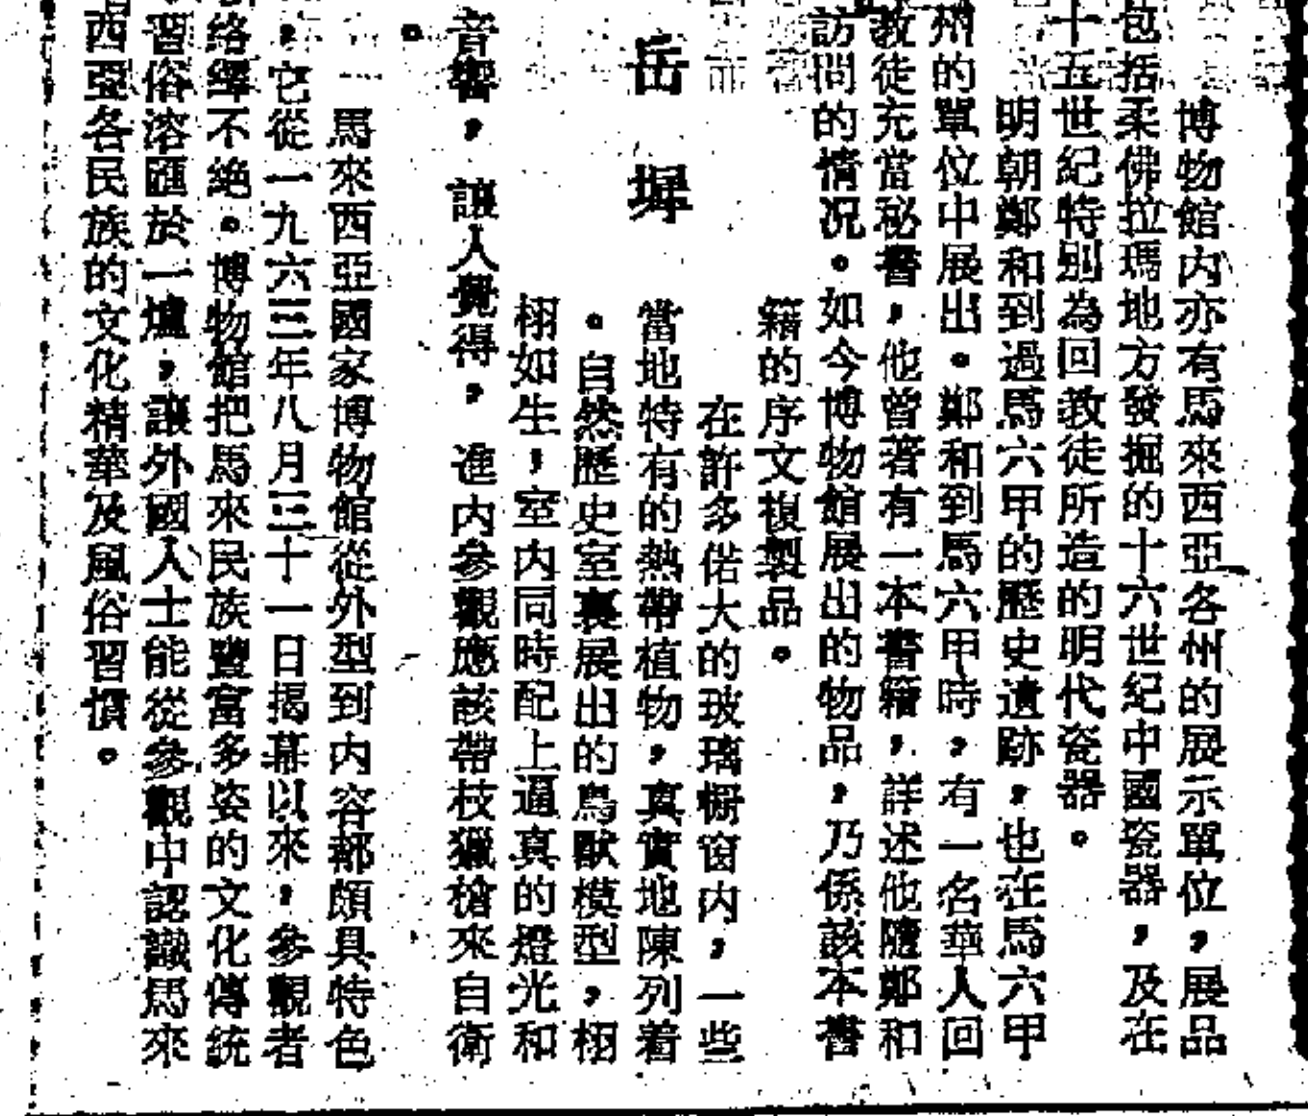 博物館內亦有馬來西亞各州的展示單位，展品
包括柔佛拉瑪地方發掘的十六世紀中國瓷器，及在
十五世紀特別為回教徒所造的明代瓷器。
明朝鄭和到過馬六甲的歷史遺跡，也在馬六甲
州的單位中展出。鄭和到馬六甲時，有一名華人回
教徒充當秘書，他曾著有一本書籍，詳述他隨鄭和
訪問的情況。如今博物館展出的物品，乃係該本書
籍的序文複製品。
在許多偌大的玻璃橱窗内，一些
當地特有的熱帶植物，真實地陳列着
。自然歷史室裏展出的鳥獸模型，栩
栩如生，室内同時配上逼真的燈光和
音響，讓人覺得，進内參觀應該帶枝獵槍來自衛
。
馬來西亞國家博物館從外型到内容都頗具特色
，它從一九六三年八月三十一日揭幕以來，參觀者
絡繹不絶。博物館把馬來民族豐富多姿的文化傳統
習俗溶匯於一爐，讓外國人士能從參觀中認識馬來
西亞各民族的文化精華及風俗習慣。
岳墀